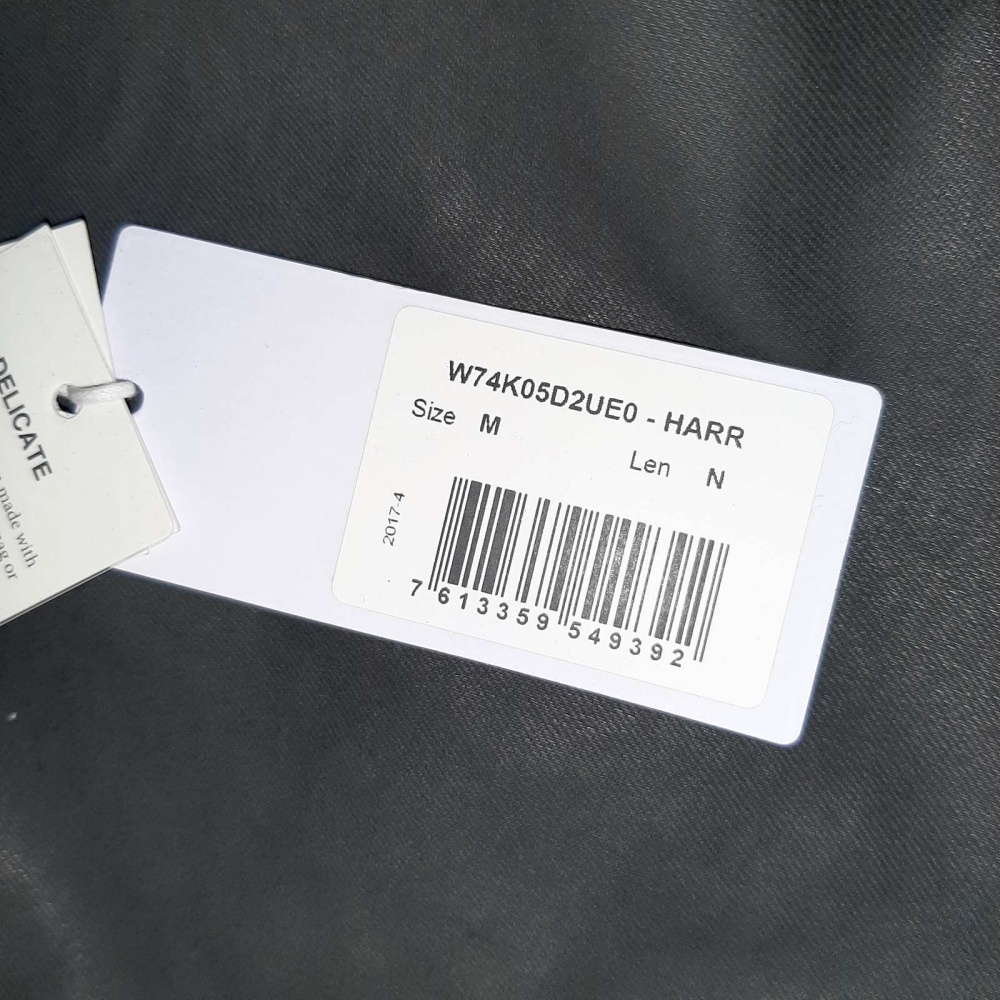 DELICATE
made with
W74K05D2UE0 - HARR
Size M
Len N
2017-4
7 613359 549392